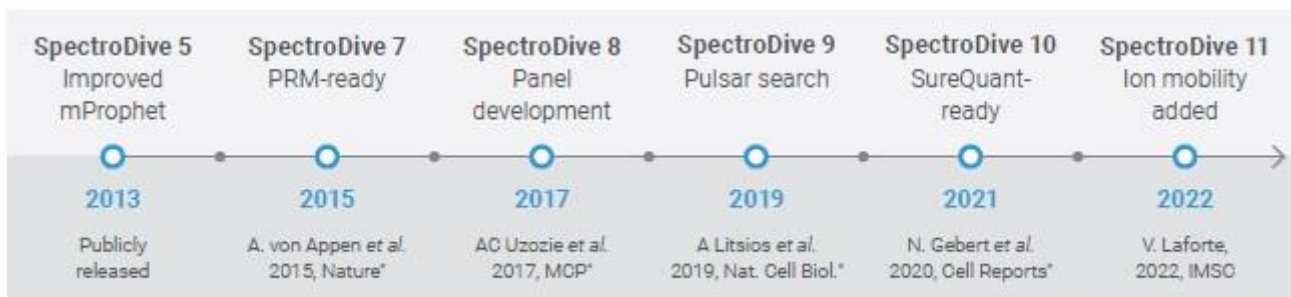 SpectroDive 5
Improved
mProphet
2013
Publicly
released
SpectroDive 7
PRM-ready
2015
A. von Appen et al.
2015, Nature*
SpectroDive 8
Panel
development
2017
AC Uzozie et al.
2017, MCP*
SpectroDive 9
Pulsar search
2019
A Litsios et al.
2019, Nat. Cell Biol.*
SpectroDive 10
SureQuant-
ready
2021
N. Gebert et al.
2020, Cell Reports*
SpectroDive 11
Ion mobility
added
2022
V. Laforte,
2022, IMSC